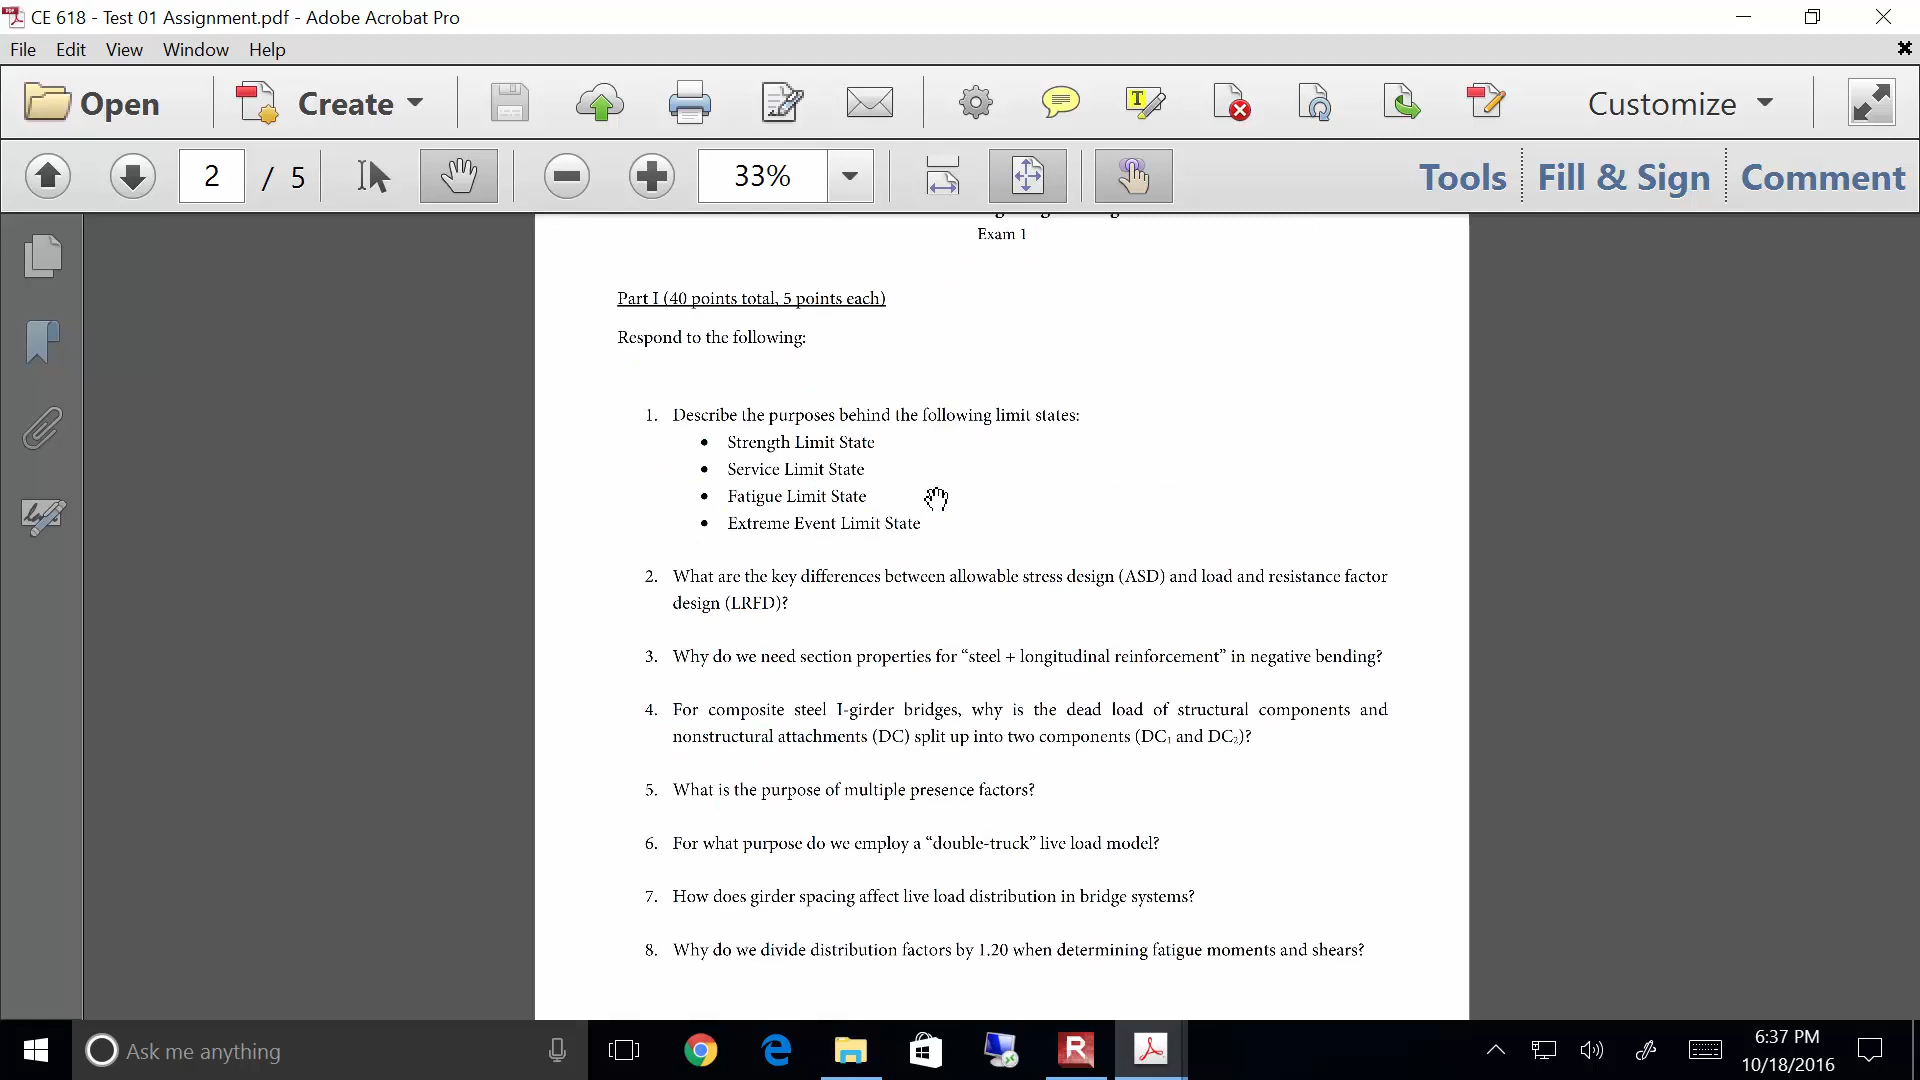 CE 618 - Test 01 Assignment.pdf - Adobe Acrobat Pro
File Edit View Window Help
Open Create Customize
2 / 5 33% Tools Fill & Sign Comment
Exam 1
Part I (40 points total, 5 points each)
Respond to the following:
1. Describe the purposes behind the following limit states:
• Strength Limit State
• Service Limit State
• Fatigue Limit State
• Extreme Event Limit State
2. What are the key differences between allowable stress design (ASD) and load and resistance factor
design (LRFD)?
3. Why do we need section properties for “steel + longitudinal reinforcement” in negative bending?
4. For composite steel I-girder bridges, why is the dead load of structural components and
nonstructural attachments (DC) split up into two components (DC₁ and DC₂)?
5. What is the purpose of multiple presence factors?
6. For what purpose do we employ a “double-truck” live load model?
7. How does girder spacing affect live load distribution in bridge systems?
8. Why do we divide distribution factors by 1.20 when determining fatigue moments and shears?
Ask me anything
6:37 PM
10/18/2016